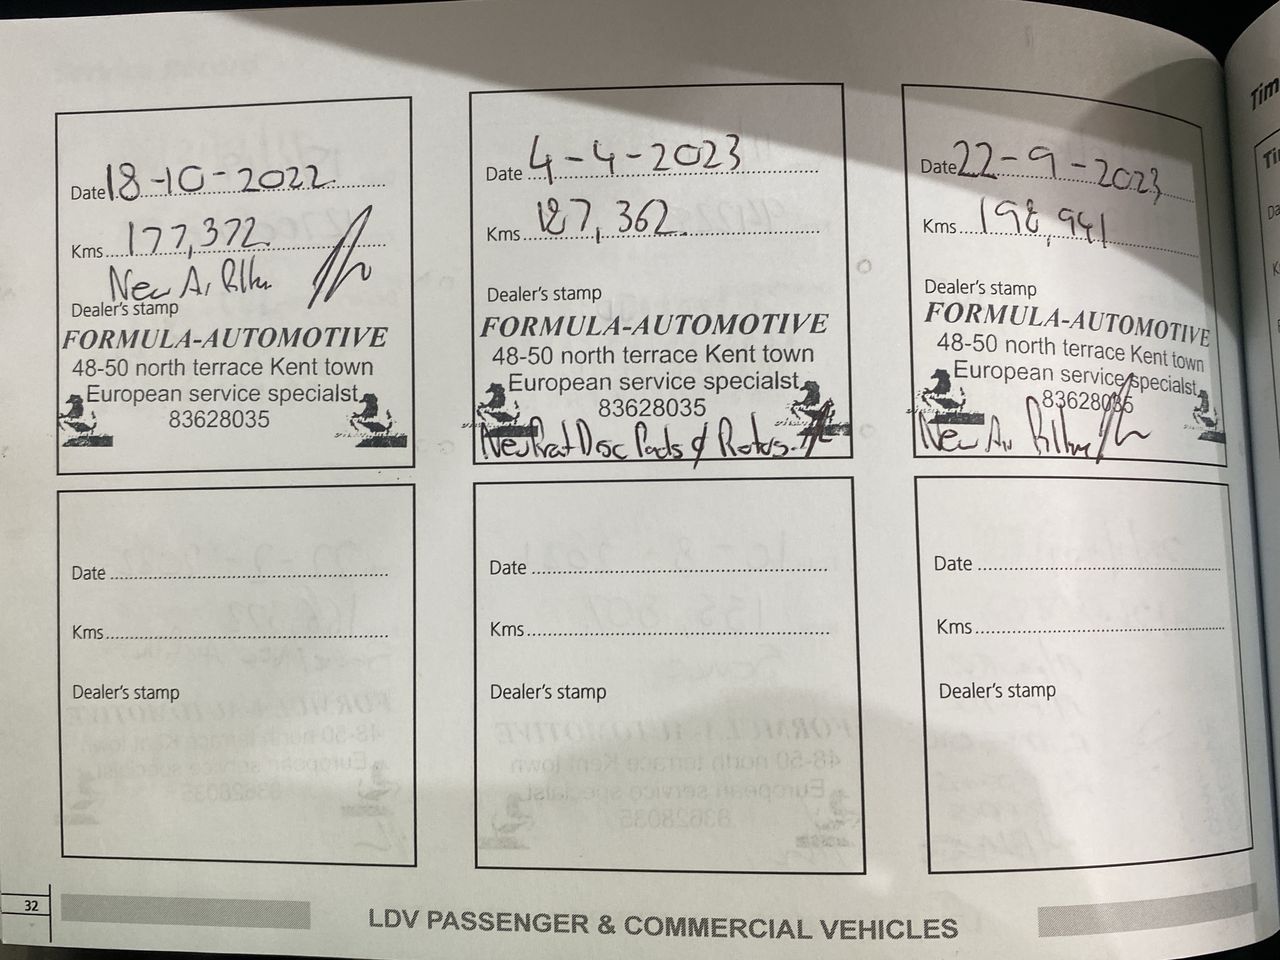 Date 18-10-2022
Kms 177,372
New Air Filter
Dealer's stamp
FORMULA-AUTOMOTIVE
48-50 north terrace Kent town
European service specialst
83628035
Date 4-4-2023
Kms 187,362
Dealer's stamp
FORMULA-AUTOMOTIVE
48-50 north terrace Kent town
European service specialst
83628035
New Front Disc Pads & Rotors
Date 22-9-2023
Kms 198,941
Dealer's stamp
FORMULA-AUTOMOTIVE
48-50 north terrace Kent town
European service specialst
83628035
New Air Filter
Date
Kms
Dealer's stamp
Date
Kms
Dealer's stamp
Date
Kms
Dealer's stamp
32
LDV PASSENGER & COMMERCIAL VEHICLES
Tim